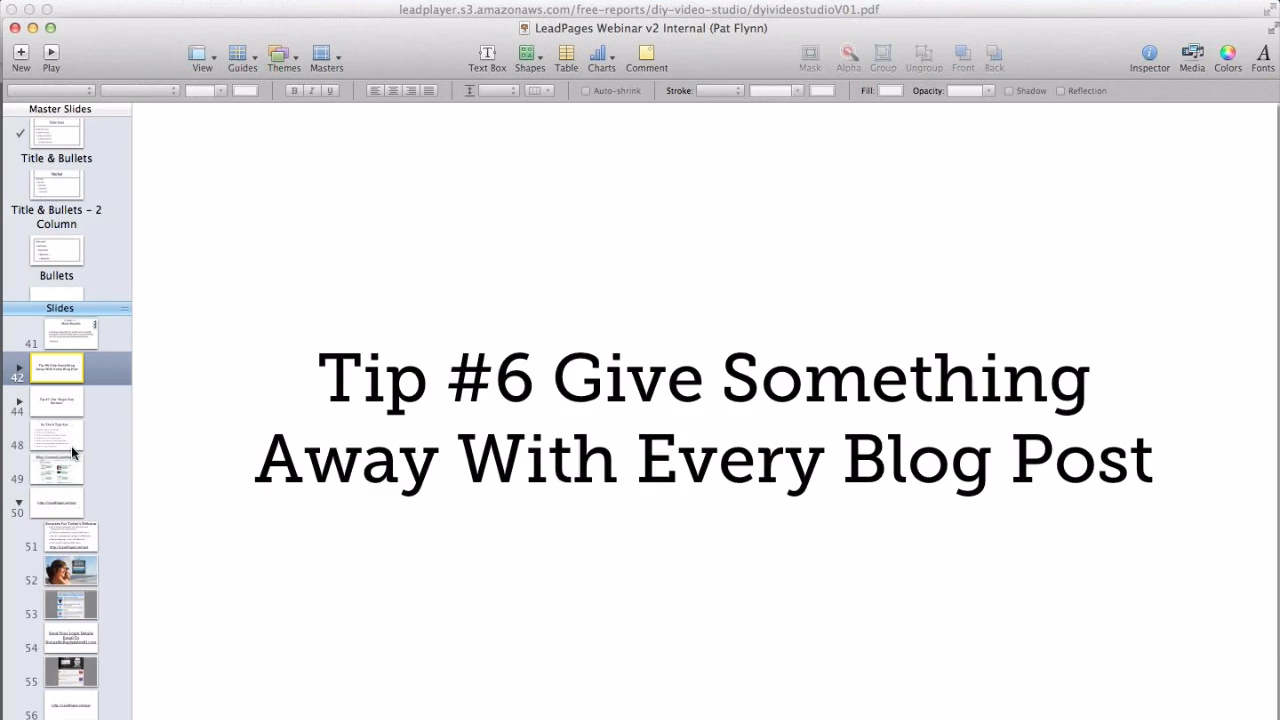 leadplayer.s3.amazonaws.com/free-reports/diy-video-studio/dyivideostudioV01.pdf
LeadPages Webinar v2 Internal (Pat Flynn)
New Play View Guides Themes Masters Text Box Shapes Table Charts Comment Mask Alpha Group Ungroup Front Back Inspector Media Colors Fonts
B I U Auto-shrink Stroke: Fill: Opacity: Shadow Reflection
Master Slides
Title & Bullets
Title & Bullets - 2
Column
Bullets
Slides
41
42
44
48
49
50
51
52
53
54
55
56
Tip #6 Give Something
Away With Every Blog Post